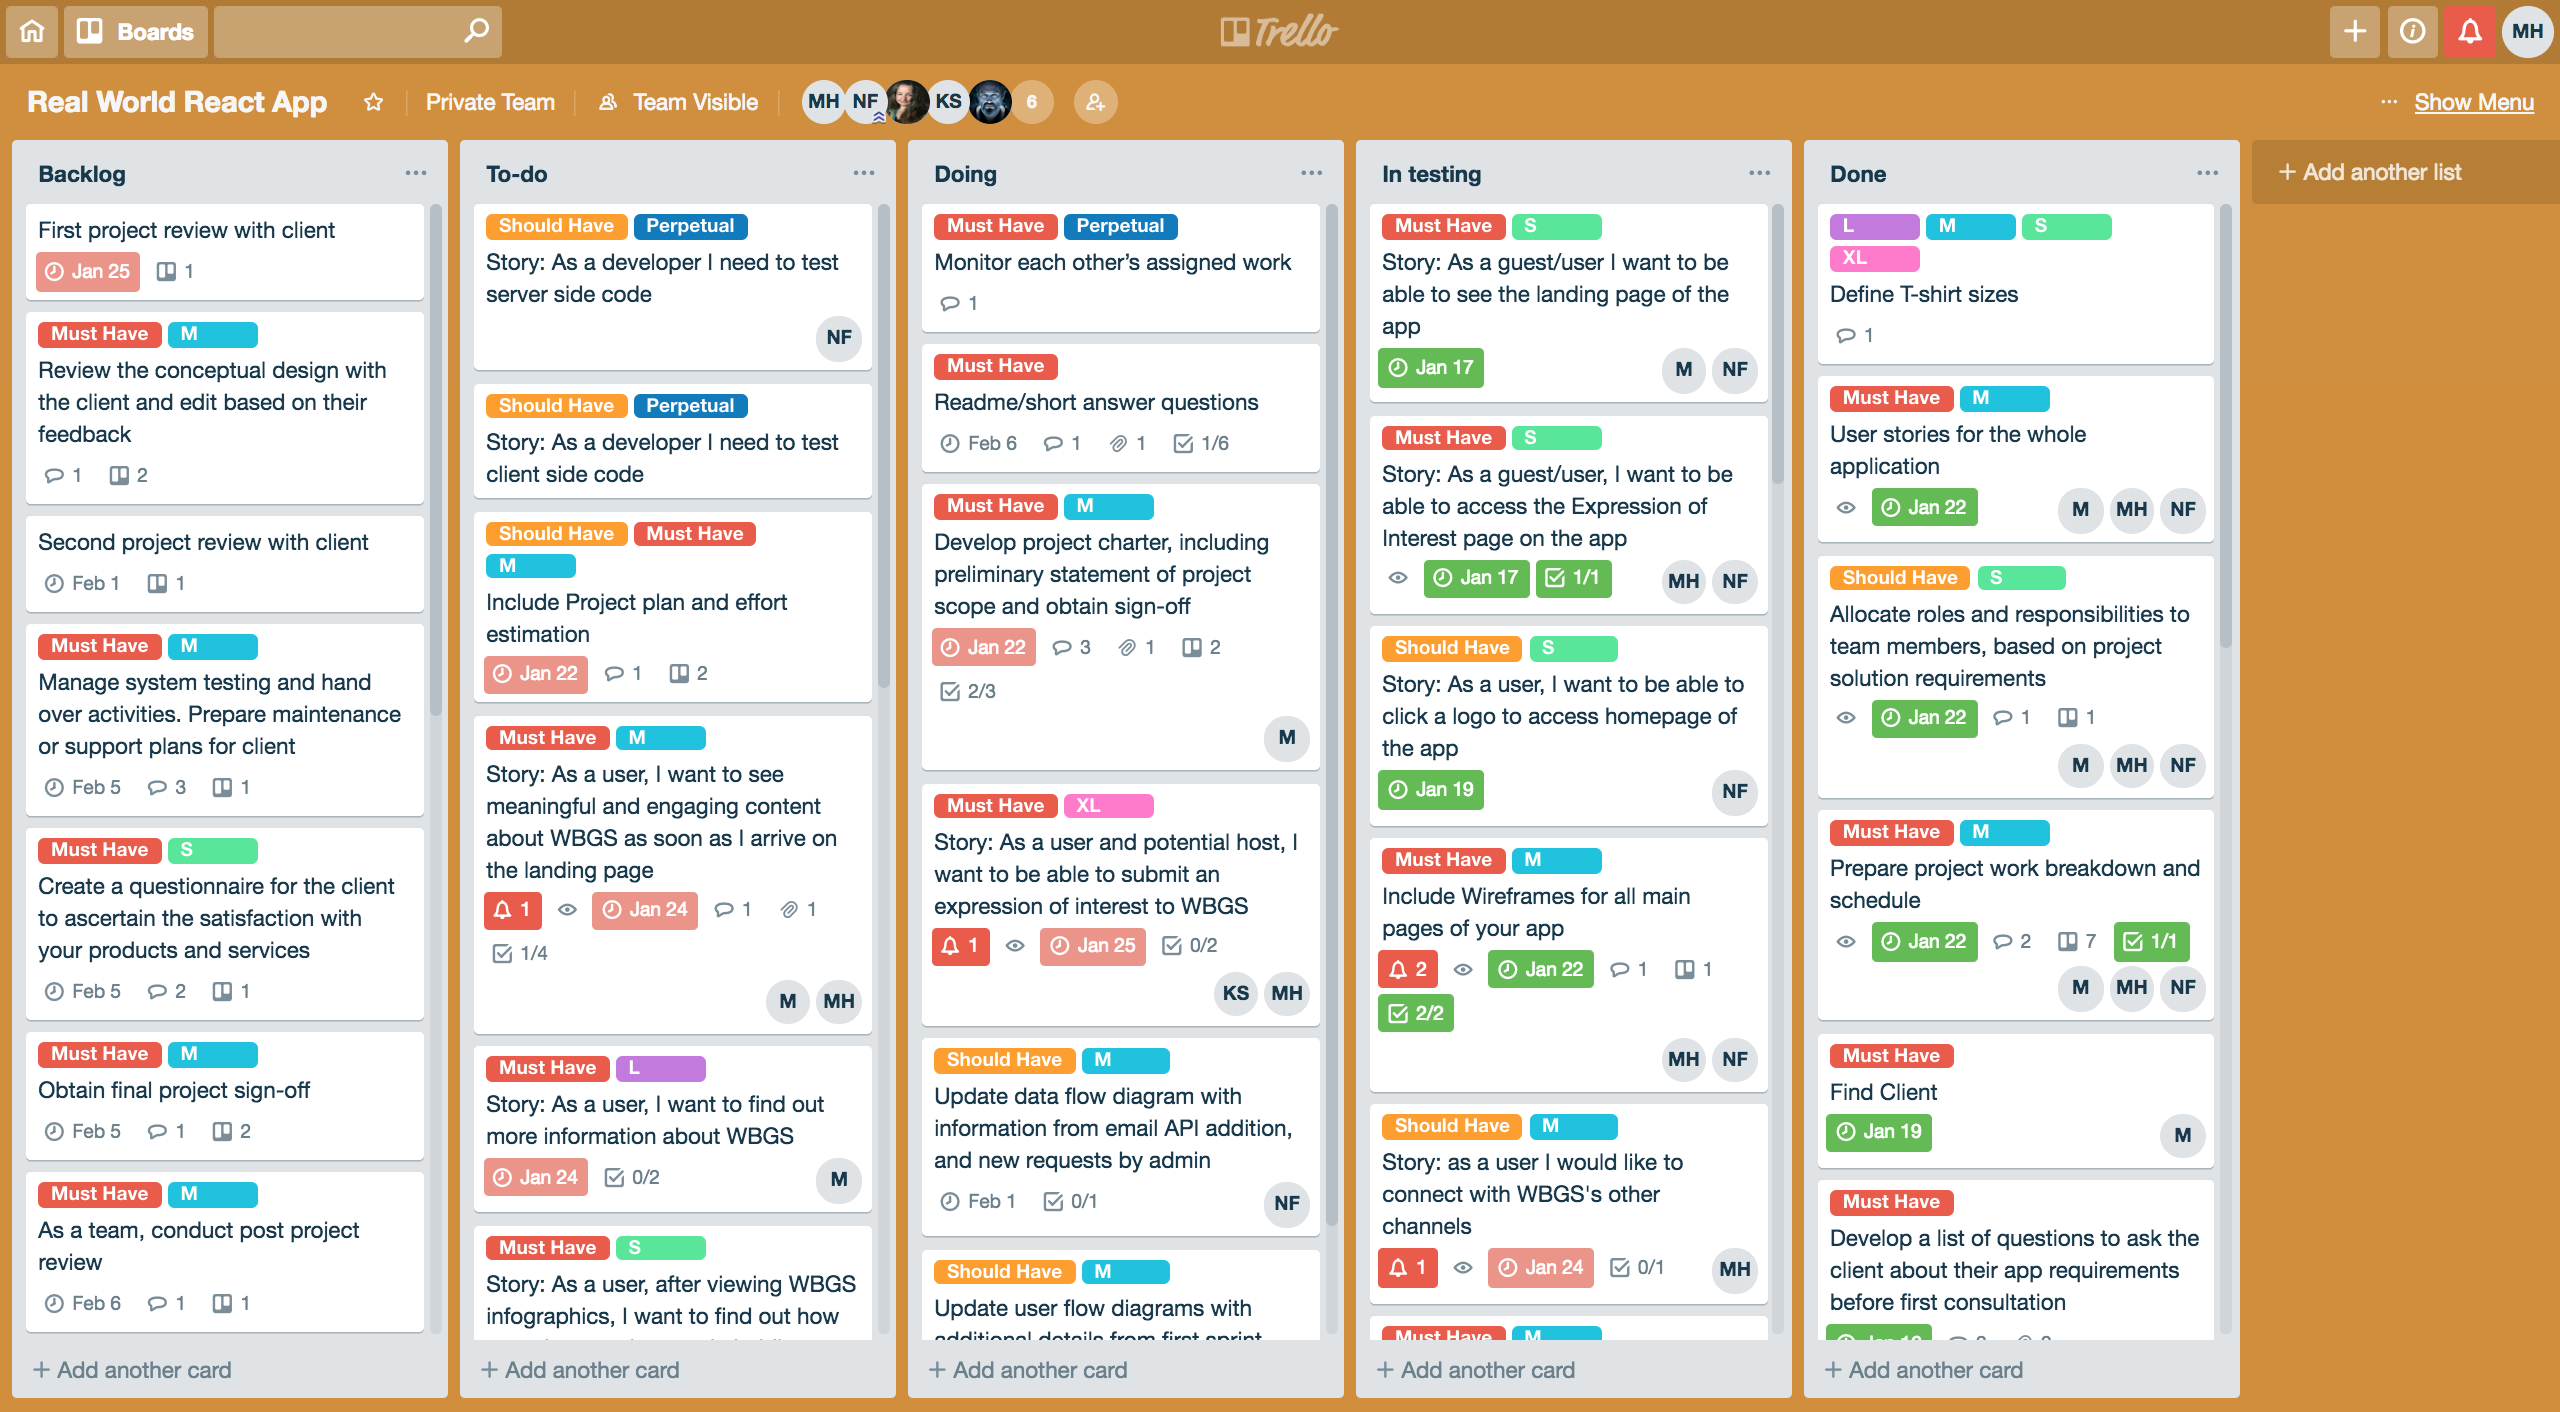 Boards
Trello
MH
Real World React App
Private Team
Team Visible
MH NF KS 6
... Show Menu
Backlog
First project review with client
Jan 25 1
Must Have M
Review the conceptual design with
the client and edit based on their
feedback
1 2
Second project review with client
Feb 1 1
Must Have M
Manage system testing and hand
over activities. Prepare maintenance
or support plans for client
Feb 5 3 1
Must Have S
Create a questionnaire for the client
to ascertain the satisfaction with
your products and services
Feb 5 2 1
Must Have M
Obtain final project sign-off
Feb 5 1 2
Must Have M
As a team, conduct post project
review
Feb 6 1 1
+ Add another card
To-do
Should Have Perpetual
Story: As a developer I need to test
server side code
NF
Should Have Perpetual
Story: As a developer I need to test
client side code
Should Have Must Have
M
Include Project plan and effort
estimation
Jan 22 1 2
Must Have M
Story: As a user, I want to see
meaningful and engaging content
about WBGS as soon as I arrive on
the landing page
1 Jan 24 1 1
1/4
M MH
Must Have L
Story: As a user, I want to find out
more information about WBGS
Jan 24 0/2 M
Must Have S
Story: As a user, after viewing WBGS
infographics, I want to find out how
+ Add another card
Doing
Must Have Perpetual
Monitor each other's assigned work
1
Must Have
Readme/short answer questions
Feb 6 1 1 1/6
Must Have M
Develop project charter, including
preliminary statement of project
scope and obtain sign-off
Jan 22 3 1 2
2/3
M
Must Have XL
Story: As a user and potential host, I
want to be able to submit an
expression of interest to WBGS
1 Jan 25 0/2
KS MH
Should Have M
Update data flow diagram with
information from email API addition,
and new requests by admin
Feb 1 0/1 NF
Should Have M
Update user flow diagrams with
additional details from first sprint
+ Add another card
In testing
Must Have S
Story: As a guest/user I want to be
able to see the landing page of the
app
Jan 17 M NF
Must Have S
Story: As a guest/user, I want to be
able to access the Expression of
Interest page on the app
Jan 17 1/1 MH NF
Should Have S
Story: As a user, I want to be able to
click a logo to access homepage of
the app
Jan 19 NF
Must Have M
Include Wireframes for all main
pages of your app
2 Jan 22 1 1
2/2
MH NF
Should Have M
Story: as a user I would like to
connect with WBGS's other
channels
1 Jan 24 0/1 MH
Must Have M
+ Add another card
Done
L M S
XL
Define T-shirt sizes
1
Must Have M
User stories for the whole
application
Jan 22 M MH NF
Should Have S
Allocate roles and responsibilities to
team members, based on project
solution requirements
Jan 22 1 1
M MH NF
Must Have M
Prepare project work breakdown and
schedule
Jan 22 2 7 1/1
M MH NF
Must Have
Find Client
Jan 19 M
Must Have
Develop a list of questions to ask the
client about their app requirements
before first consultation
+ Add another card
+ Add another list